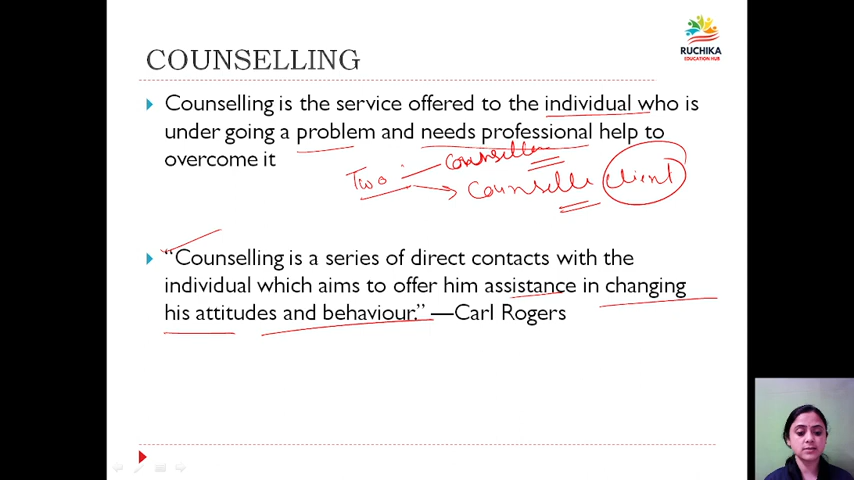 RUCHIKA
EDUCATION HUB
COUNSELLING
Counselling is the service offered to the individual who is
under going a problem and needs professional help to
overcome it
Two
Counsellor
Counselle
client
“Counselling is a series of direct contacts with the
individual which aims to offer him assistance in changing
his attitudes and behaviour.” —Carl Rogers